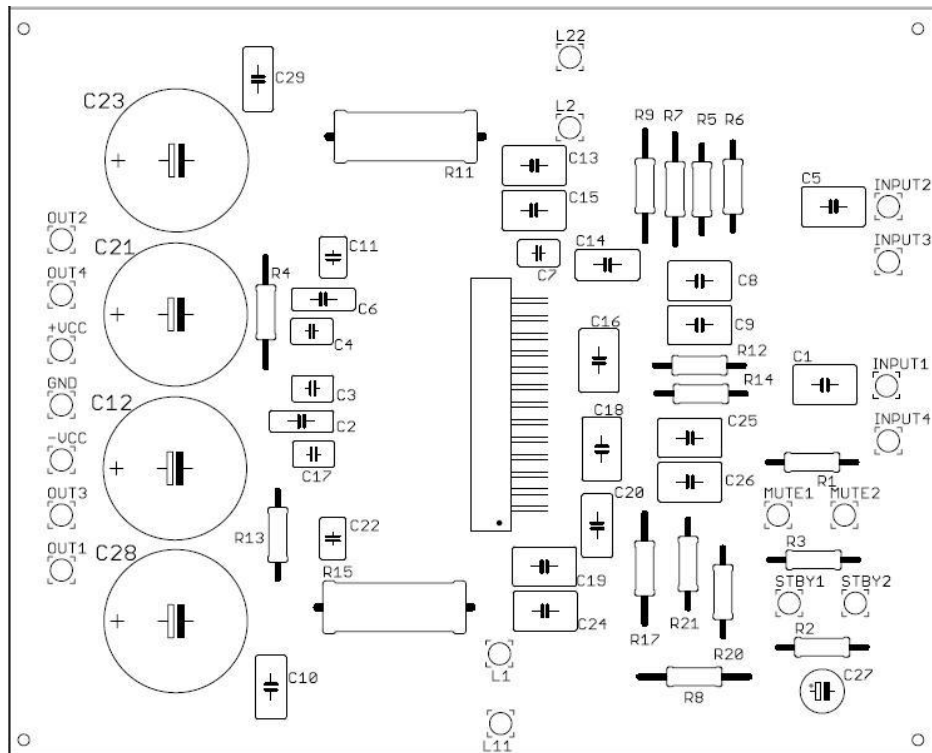 L22
C29
C23
L2
R9
R7
R5
R6
R11
C13
C5
INPUT2
C15
OUT2
C11
C14
INPUT3
C21
C7
R4
OUT4
C8
C6
+VCC
C16
C9
C4
R12
C1
INPUT1
GND
R14
C3
C12
C18
INPUT4
C2
C25
-VCC
C17
C26
R1
C20
MUTE1
MUTE2
OUT3
C22
R13
R3
OUT1
C28
R15
C19
STBY1
STBY2
C24
R21
R17
R2
R20
L1
C10
C27
R8
L11
+
+
+
+
+